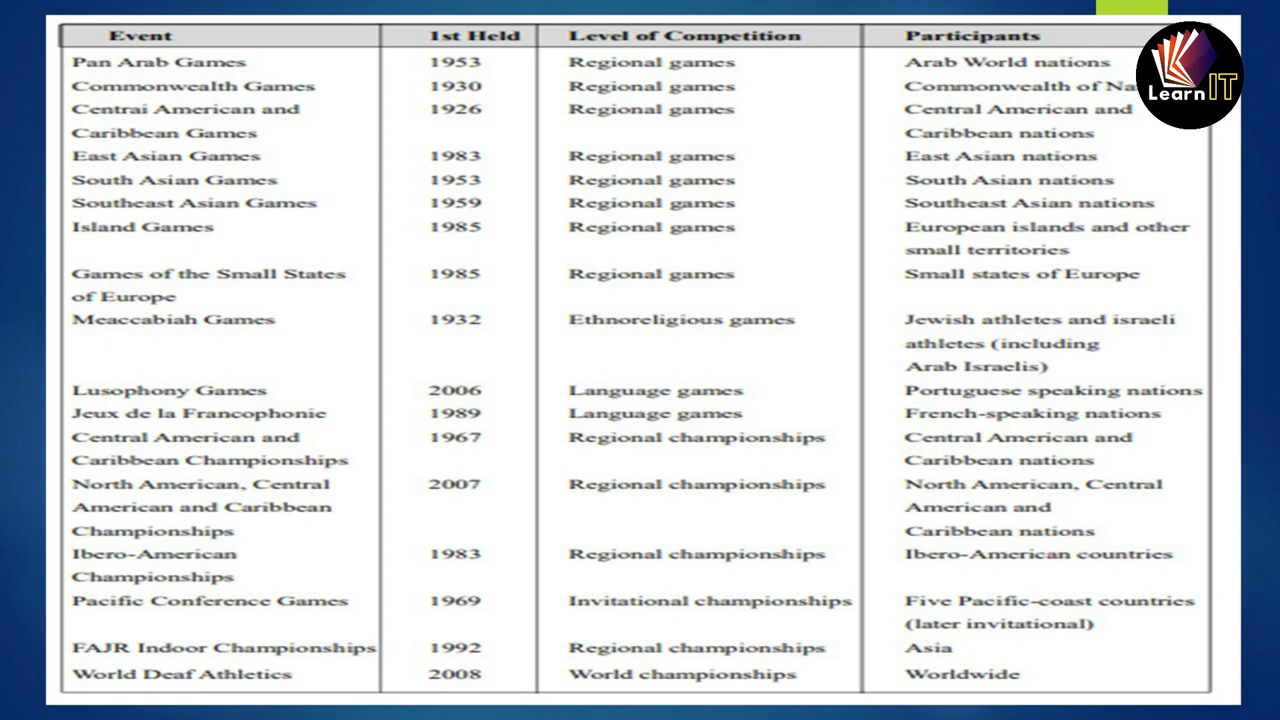 Event 1st Held Level of Competition Participants
Pan Arab Games 1953 Regional games Arab World nations
Commonwealth Games 1930 Regional games Commonwealth of
Centrai American and 1926 Regional games Central American and
Caribbean Games Caribbean nations
East Asian Games 1983 Regional games East Asian nations
South Asian Games 1953 Regional games South Asian nations
Southeast Asian Games 1959 Regional games Southeast Asian nations
Island Games 1985 Regional games European islands and other
small territories
Games of the Small States 1985 Regional games Small states of Europe
of Europe
Meaccabiah Games 1932 Ethnoreligious games Jewish athletes and israeli
athletes (including
Arab Israelis)
Lusophony Games 2006 Language games Portuguese speaking nations
Jeux de la Francophonie 1989 Language games French-speaking nations
Central American and 1967 Regional championships Central American and
Caribbean Championships Caribbean nations
North American, Central 2007 Regional championships North American, Central
American and Caribbean American and
Championships Caribbean nations
Ibero-American 1983 Regional championships Ibero-American countries
Championships
Pacific Conference Games 1969 Invitational championships Five Pacific-coast countries
(later invitational)
FAJR Indoor Championships 1992 Regional championships Asia
World Deaf Athletics 2008 World championships Worldwide
Learn IT